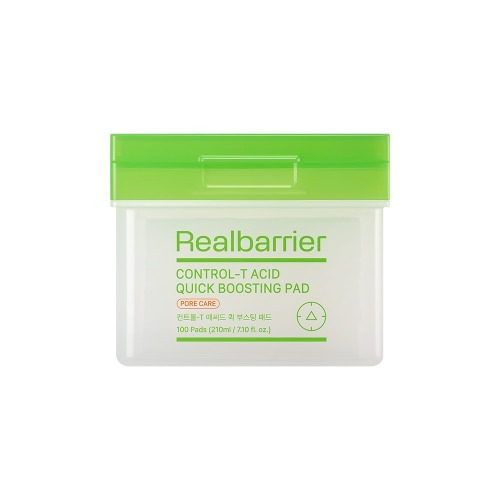 Realbarrier
CONTROL-T ACID
QUICK BOOSTING PAD
PORE CARE
컨트롤-T 애씨드 퀵 부스팅 패드
100 Pads (210ml / 7.10 fl. oz.)